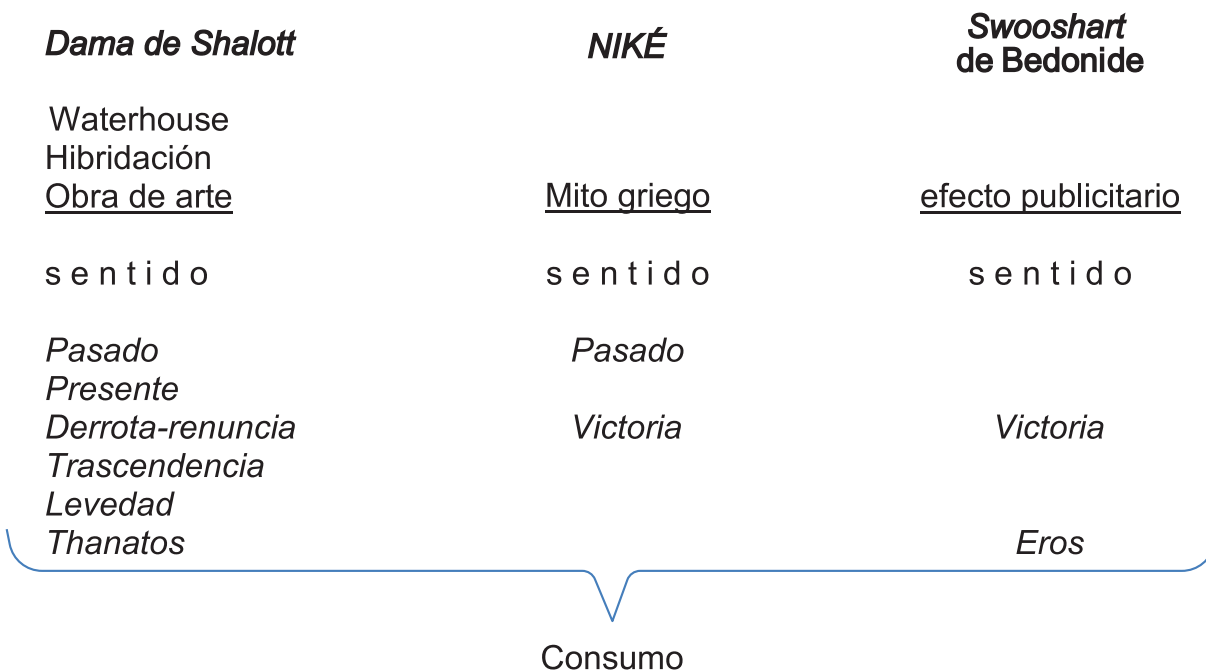 Dama de Shalott NIKÉ Swooshart
de Bedonide
Waterhouse
Hibridación
Obra de arte Mito griego efecto publicitario
s e n t i d o s e n t i d o s e n t i d o
Pasado Pasado
Presente
Derrota-renuncia Victoria Victoria
Trascendencia
Levedad
Thanatos Eros
Consumo